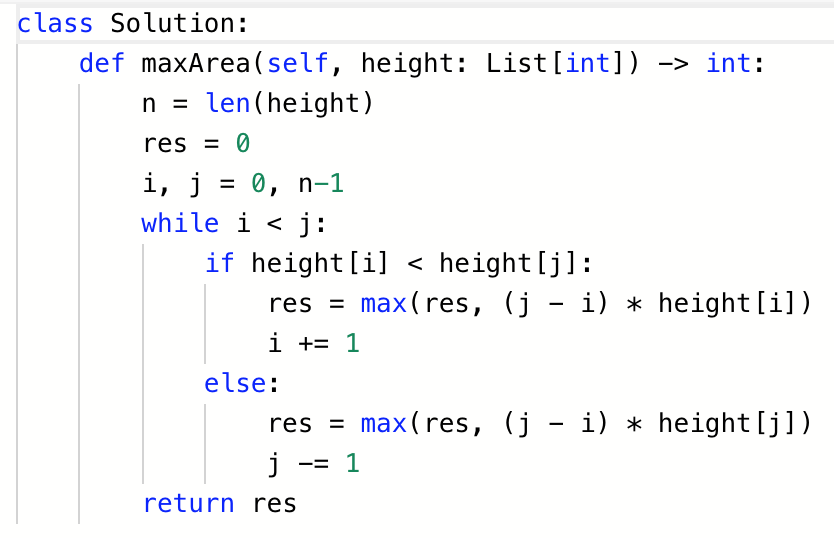 class Solution:
    def maxArea(self, height: List[int]) -> int:
        n = len(height)
        res = 0
        i, j = 0, n-1
        while i < j:
            if height[i] < height[j]:
                res = max(res, (j - i) * height[i])
                i += 1
            else:
                res = max(res, (j - i) * height[j])
                j -= 1
        return res